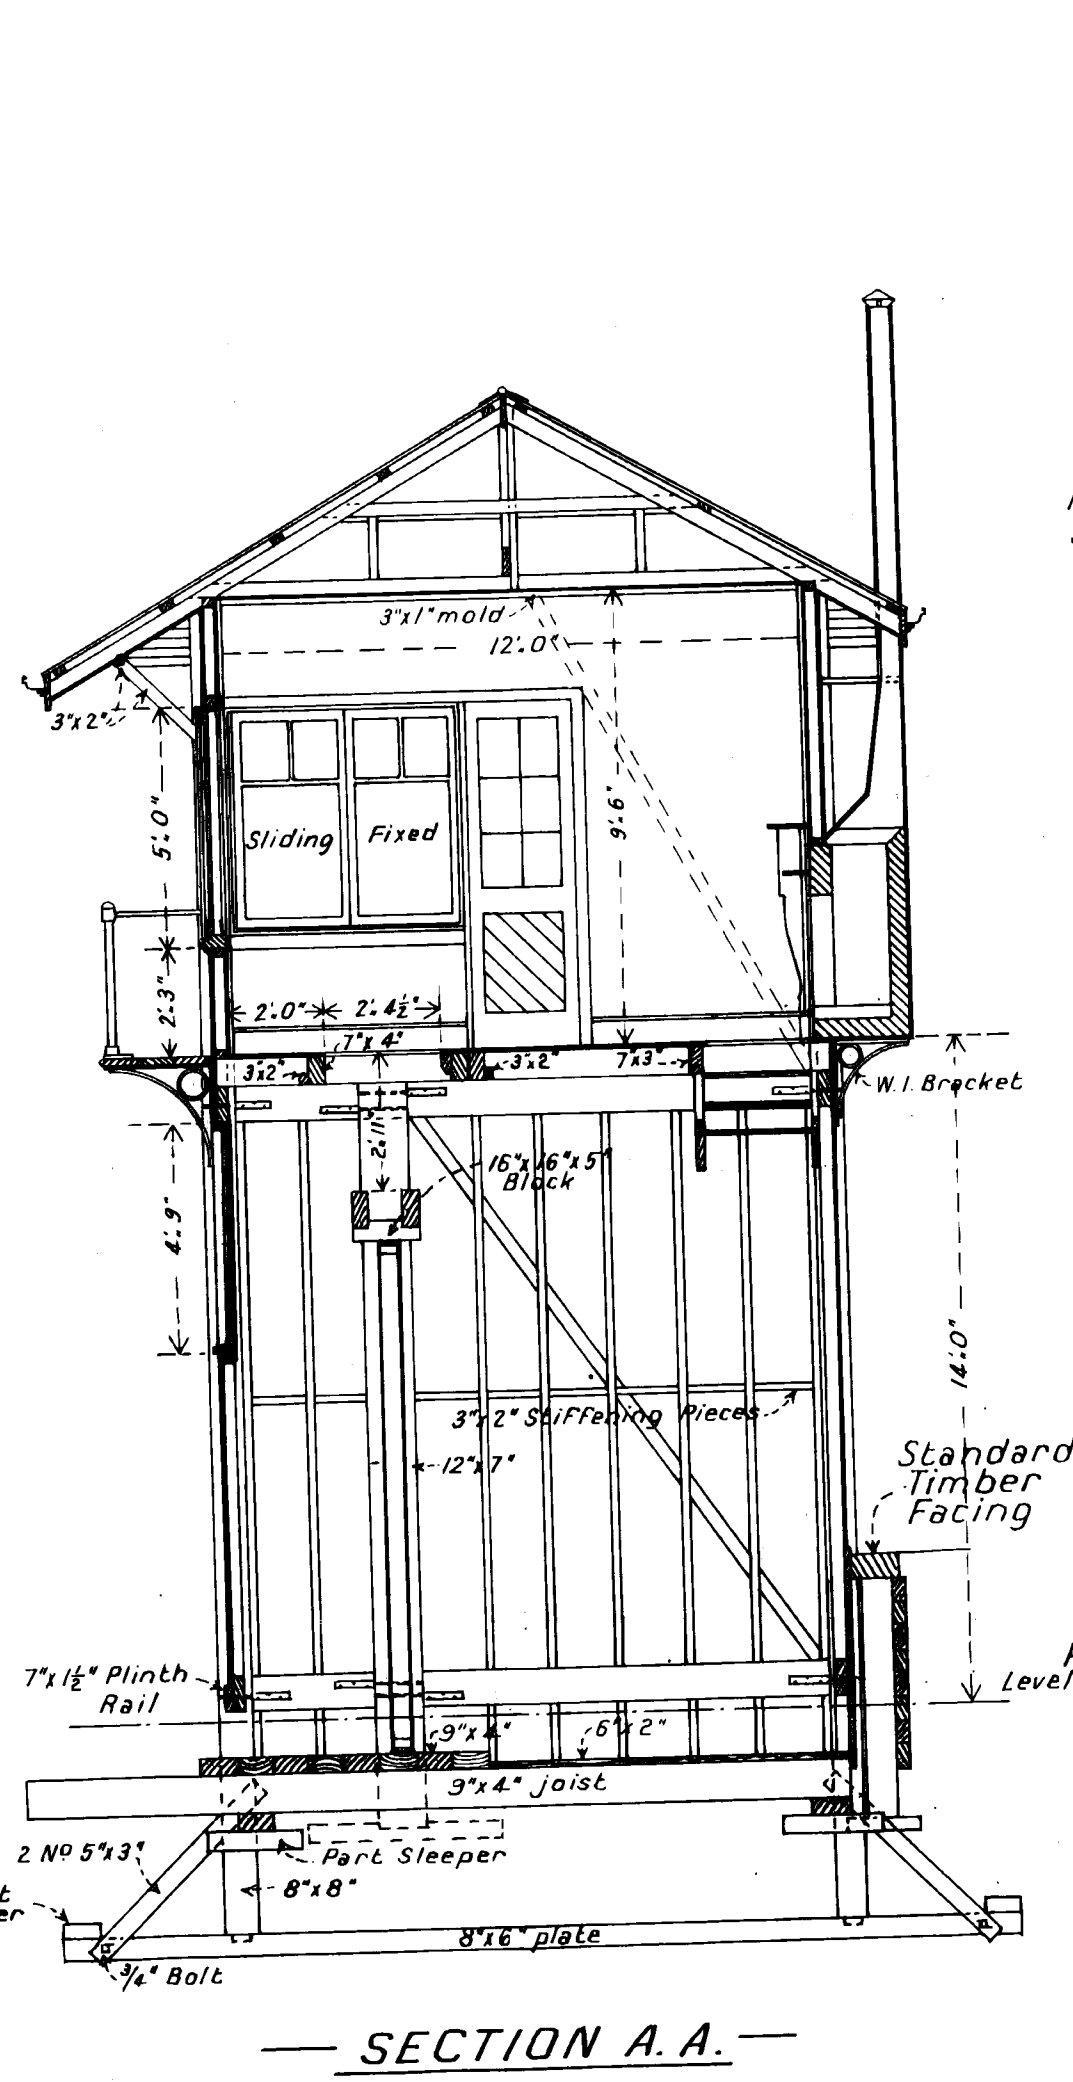 3"x1" mold
12'.0"
3"x2"
5'.0"
Sliding
Fixed
9'.6"
2'.3"
2'.0"
2'.4½"
7"x4"
3"x2"
3"x2"
7"x3"
W.I. Bracket
2'.11"
16"x16"x5"
Block
4'.9"
14'.0"
3"x2" Stiffening Pieces
12"x7"
Standard
Timber
Facing
7"x1½" Plinth
Rail
Level
9"x4"
6"x2"
9"x4" joist
2 No 5"x3"
Part Sleeper
8"x8"
8"x6" plate
¾" Bolt
— SECTION A.A. —